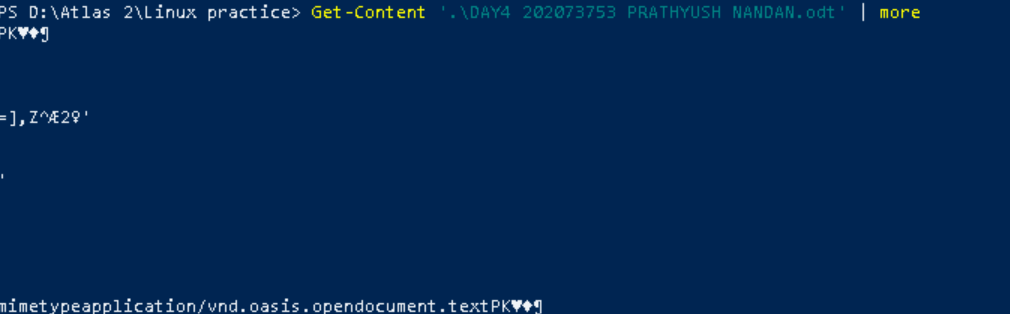 PS D:\Atlas 2\Linux practice> Get-Content '.\DAY4 202073753 PRATHYUSH NANDAN.odt' | more
PK♥♦¶
=],Z^Æ2♀'
'
mimetypeapplication/vnd.oasis.opendocument.textPK♥♦¶